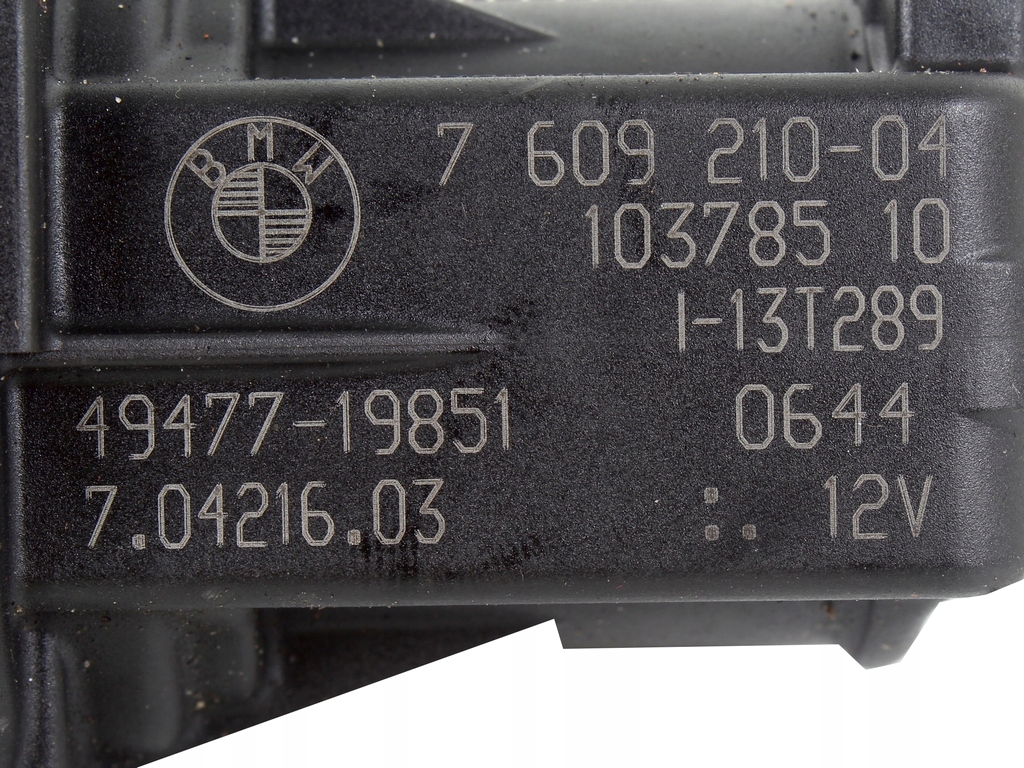 BMW
7 609 210-04
103785 10
I-13T289
49477-19851 0644
7.04216.03 :. 12V